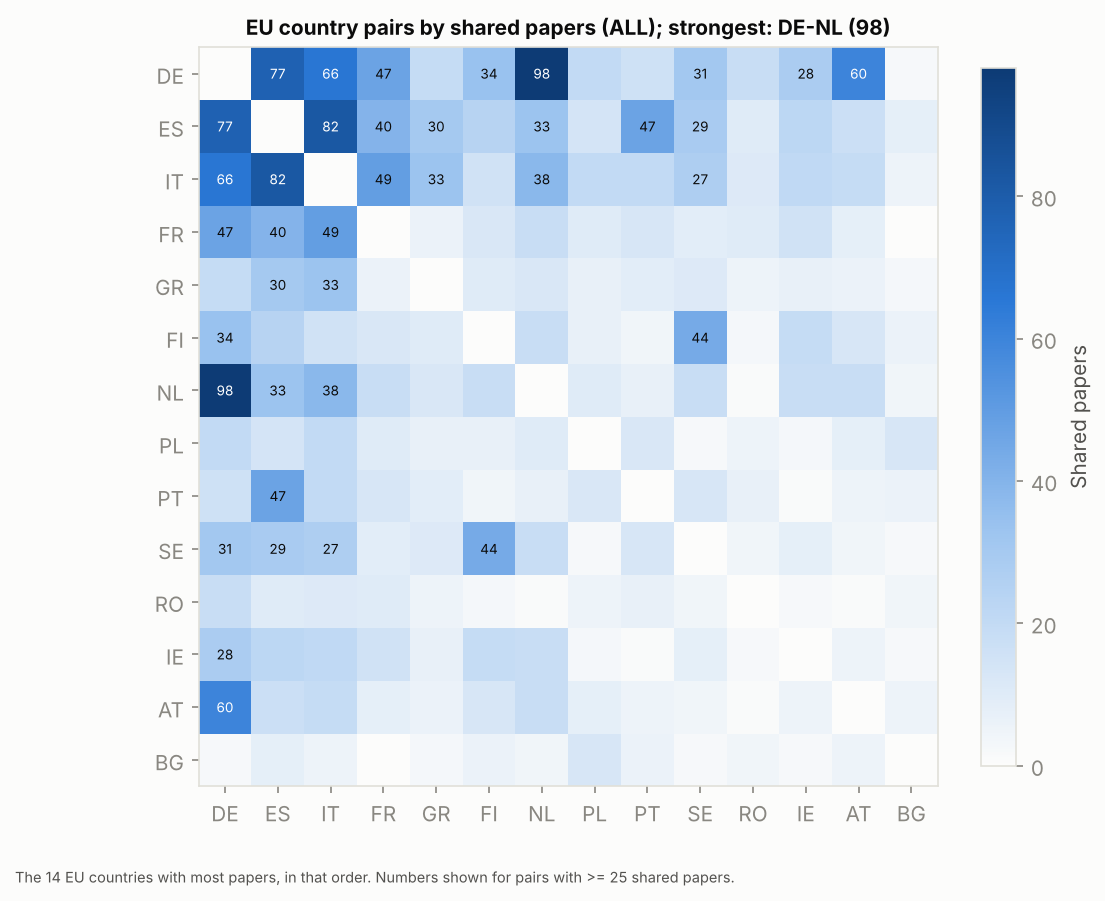 EU country pairs by shared papers (ALL); strongest: DE-NL (98)
DE 77 66 47 34 98 31 28 60
ES 77 82 40 30 33 47 29
IT 66 82 49 33 38 27
FR 47 40 49
GR 30 33
FI 34 44
NL 98 33 38
PL
PT 47
SE 31 29 27 44
RO
IE 28
AT 60
BG
DE ES IT FR GR FI NL PL PT SE RO IE AT BG
80
60
40
20
0
Shared papers
The 14 EU countries with most papers, in that order. Numbers shown for pairs with >= 25 shared papers.